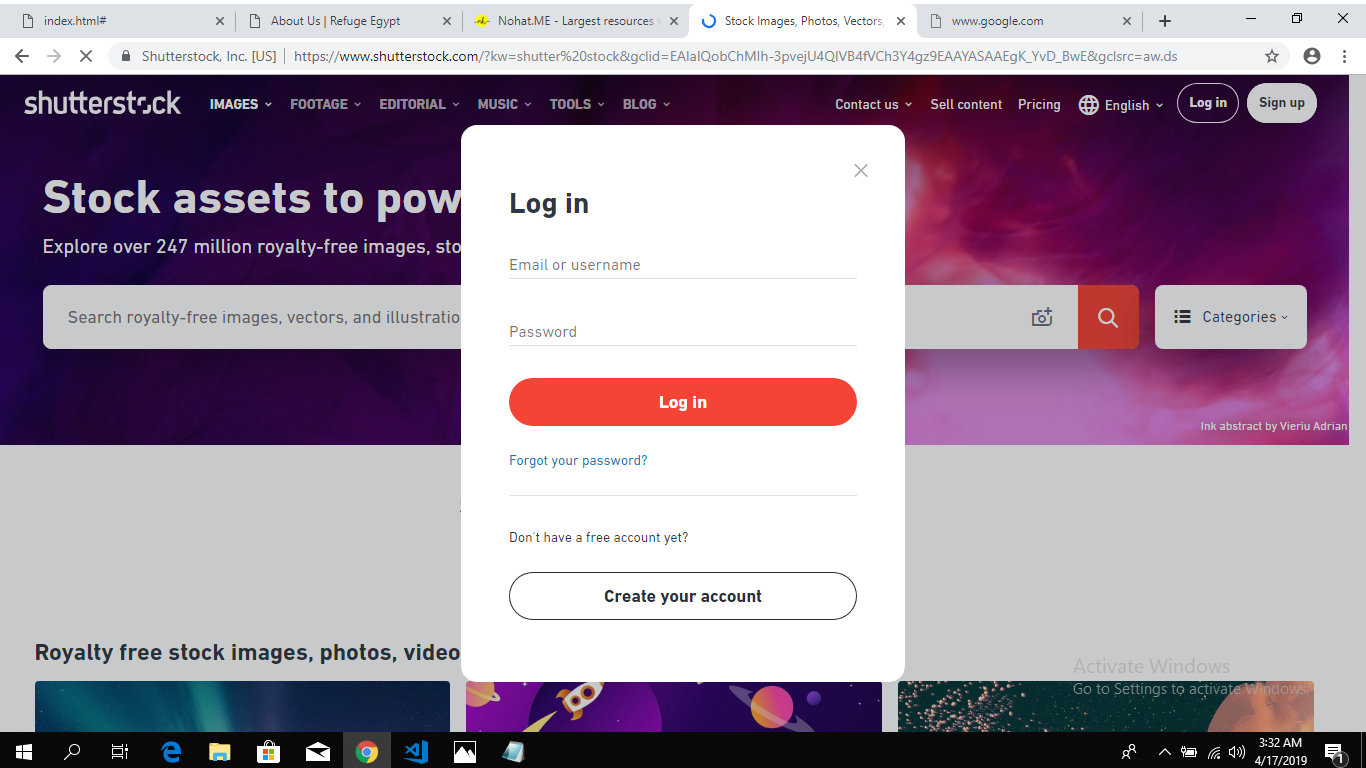 index.html#
About Us | Refuge Egypt
Nohat.ME - Largest resources
Stock Images, Photos, Vectors,
www.google.com
Shutterstock, Inc. [US]
https://www.shutterstock.com/?kw=shutter%20stock&gclid=EAIaIQobChMIh-3pvejU4QIVB4fVCh3Y4gz9EAAYASAAEgK_YvD_BwE&gclsrc=aw.ds
shutterstock
IMAGES
FOOTAGE
EDITORIAL
MUSIC
TOOLS
BLOG
Contact us
Sell content
Pricing
English
Log in
Sign up
Stock assets to pow
Explore over 247 million royalty-free images, sto
Search royalty-free images, vectors, and illustratio
Categories
Ink abstract by Vieriu Adrian
Log in
Email or username
Password
Log in
Forgot your password?
Don't have a free account yet?
Create your account
Royalty free stock images, photos, video
Activate Windows
Go to Settings to activate Windows.
3:32 AM
4/17/2019
1